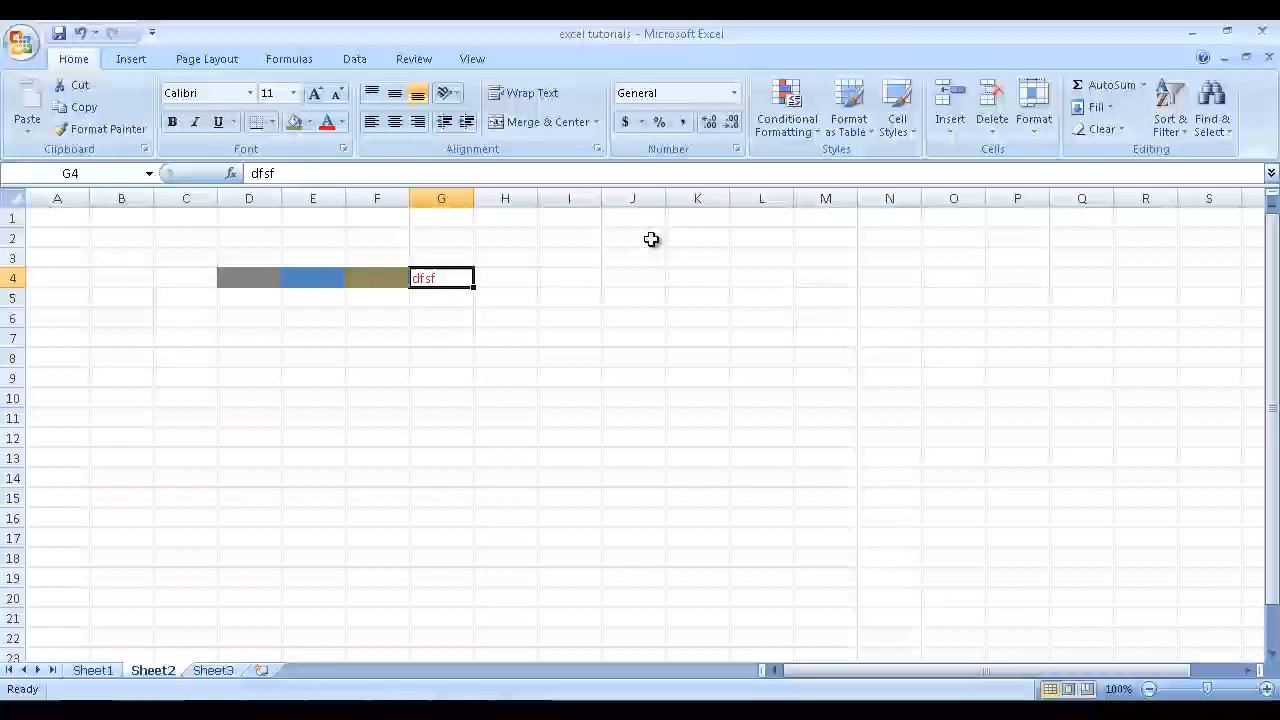 excel tutorials - Microsoft Excel
Home Insert Page Layout Formulas Data Review View
Paste Cut Copy Format Painter Clipboard
Calibri 11 A A B I U A Font
Wrap Text Merge & Center Alignment
General $ % , .00 .0 Number
Conditional Formatting Format as Table Cell Styles Styles
Insert Delete Format Cells
Σ AutoSum Fill Clear Sort & Filter Find & Select Editing
G4 fx dfsf
A B C D E F G H I J K L M N O P Q R S
1
2
3
4 dfsf
5
6
7
8
9
10
11
12
13
14
15
16
17
18
19
20
21
22
23
Sheet1 Sheet2 Sheet3
Ready 100%